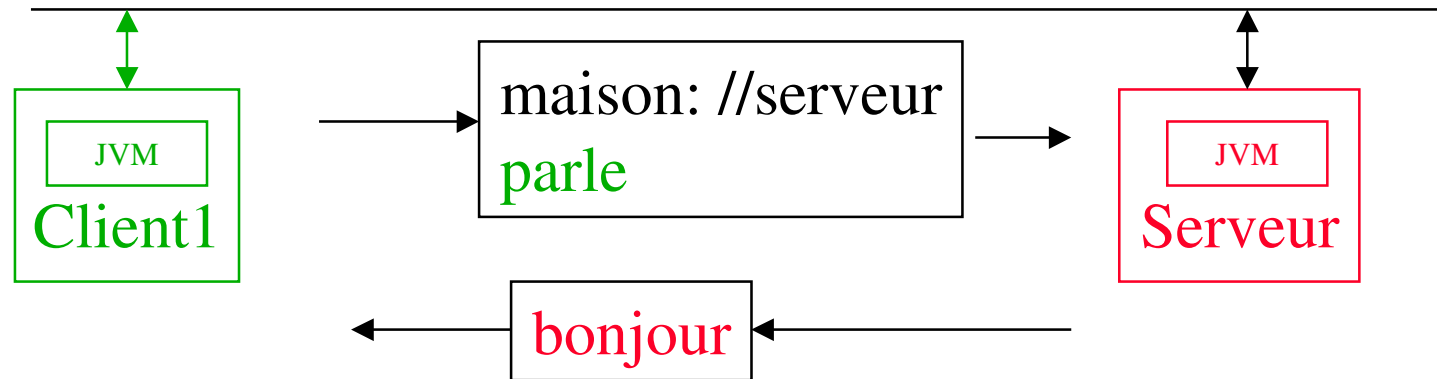 maison: //serveur
parle
JVM
Client1
JVM
Serveur
bonjour